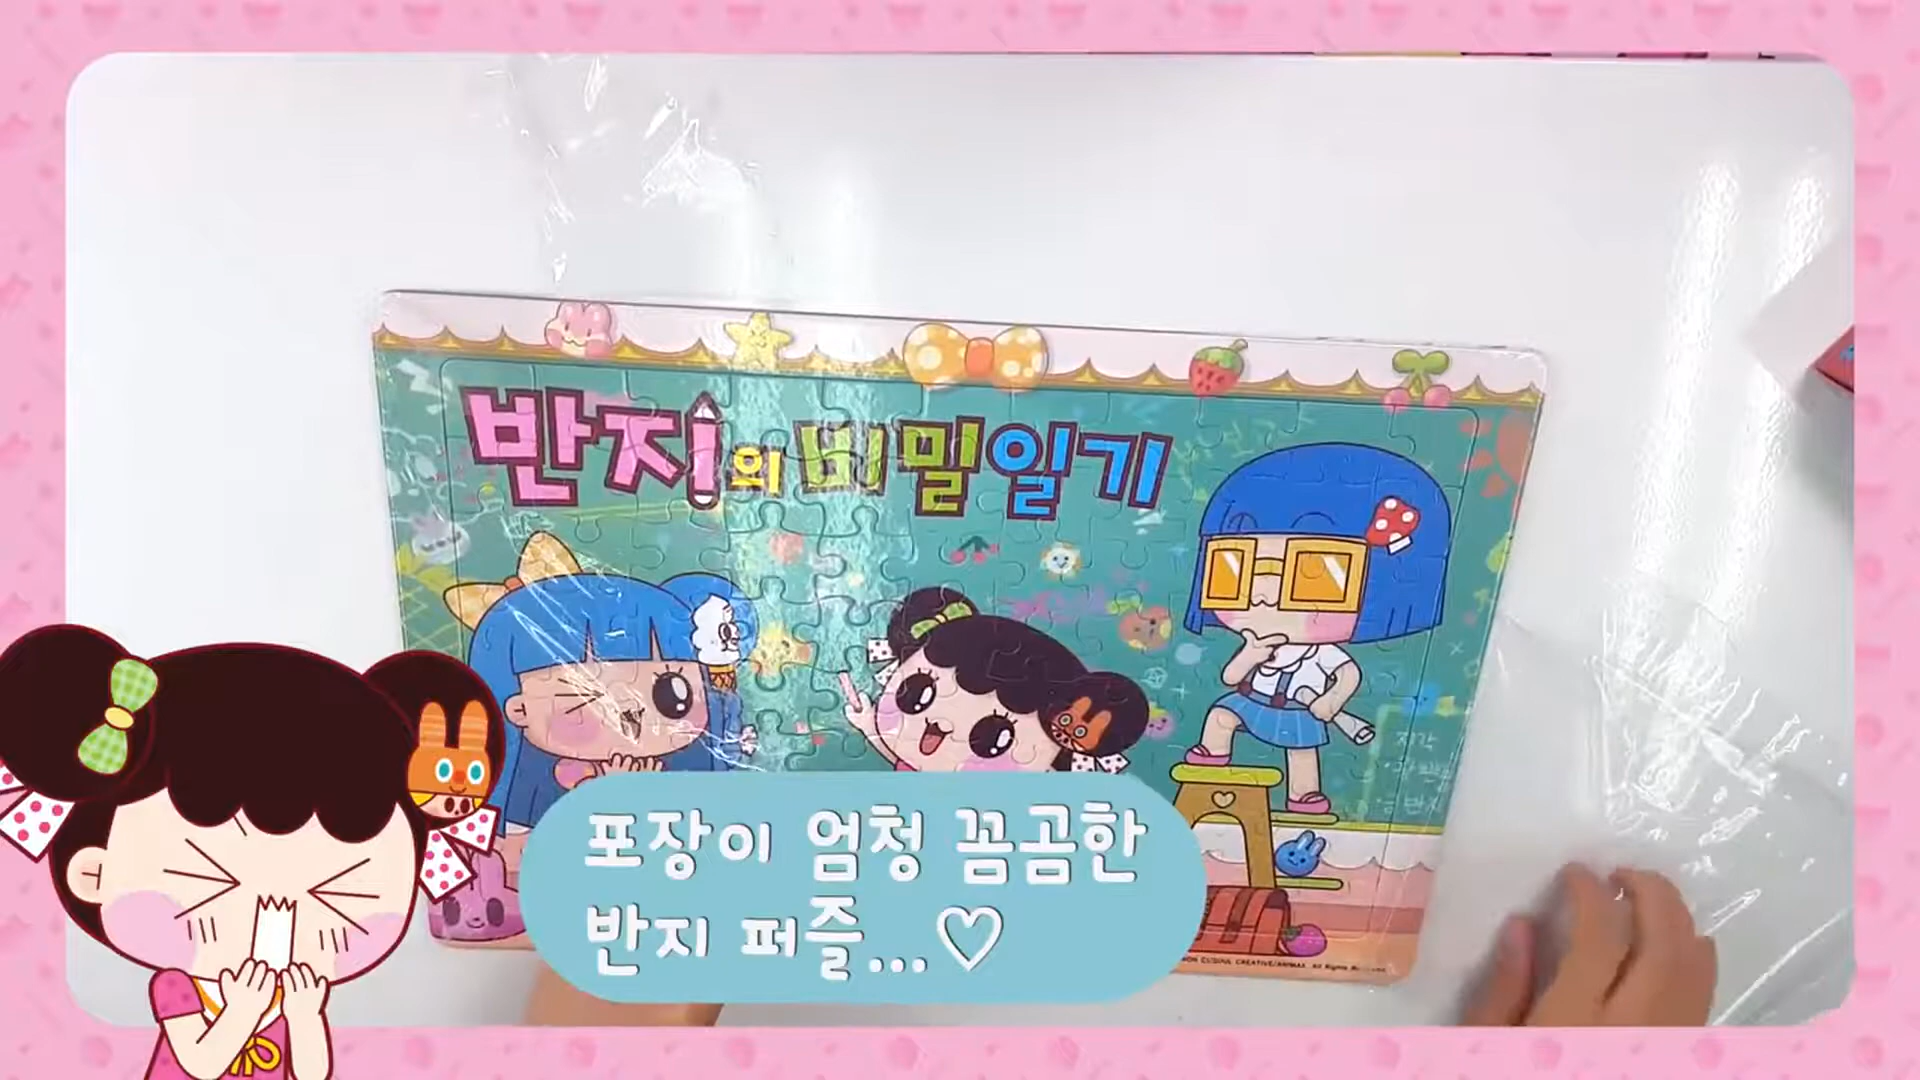 반지의 비밀일기
포장이 엄청 꼼꼼한
반지 퍼즐...♡